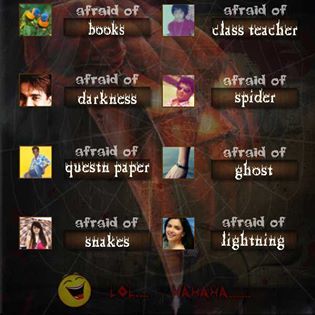 afraid of
books
afraid of
class teacher
afraid of
darkness
afraid of
spider
afraid of
questn paper
afraid of
ghost
afraid of
snakes
afraid of
lightning
LOL.... HAHAHA......